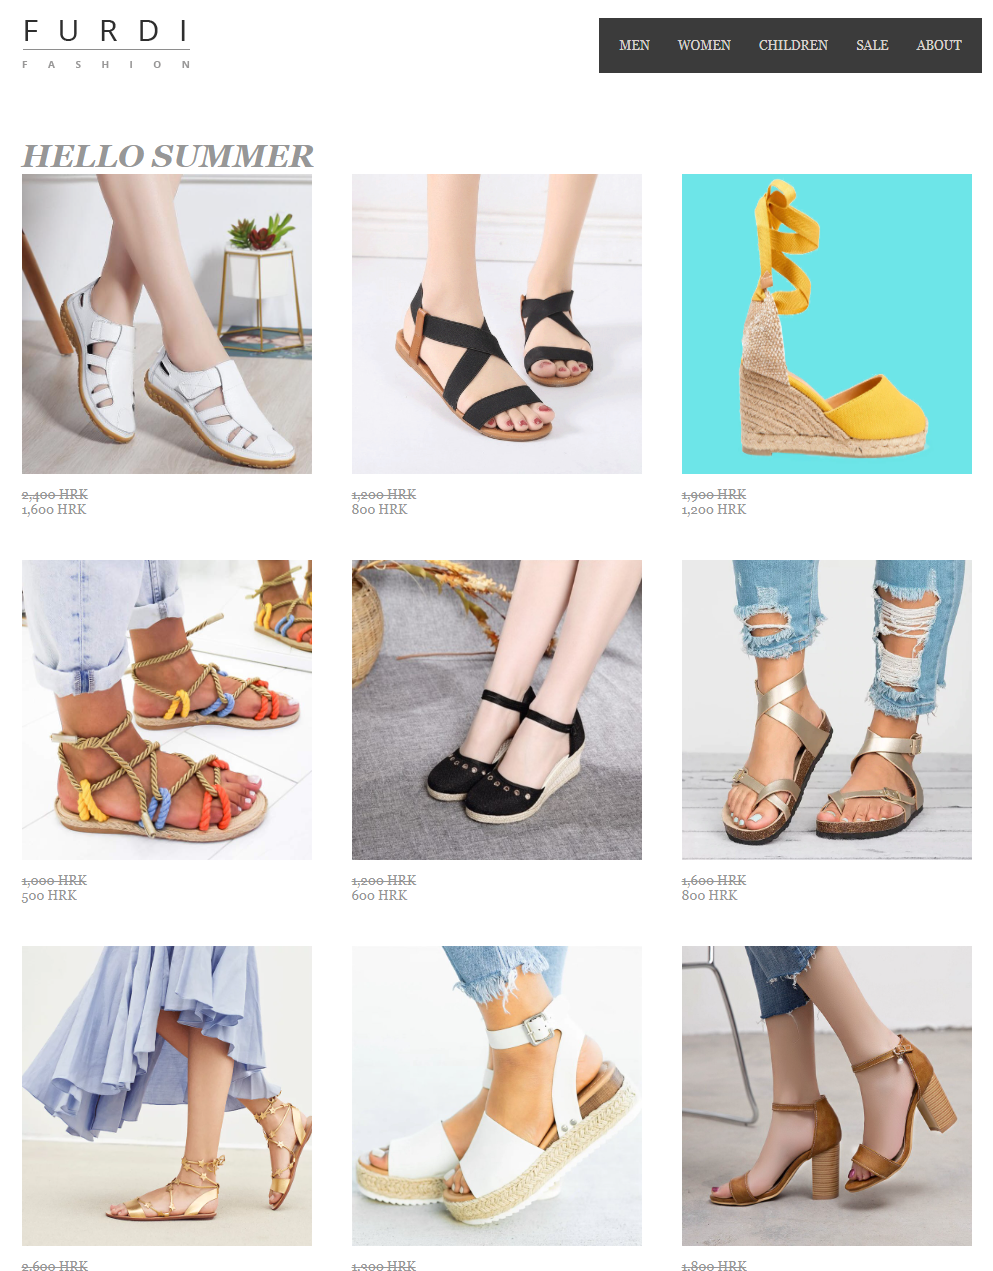 FURDI
FASHION
MEN WOMEN CHILDREN SALE ABOUT
HELLO SUMMER
2,400 HRK 1,200 HRK 1,900 HRK
1,600 HRK 800 HRK 1,200 HRK
1,000 HRK 1,200 HRK 1,600 HRK
500 HRK 600 HRK 800 HRK
2,600 HRK 1,300 HRK 1,800 HRK